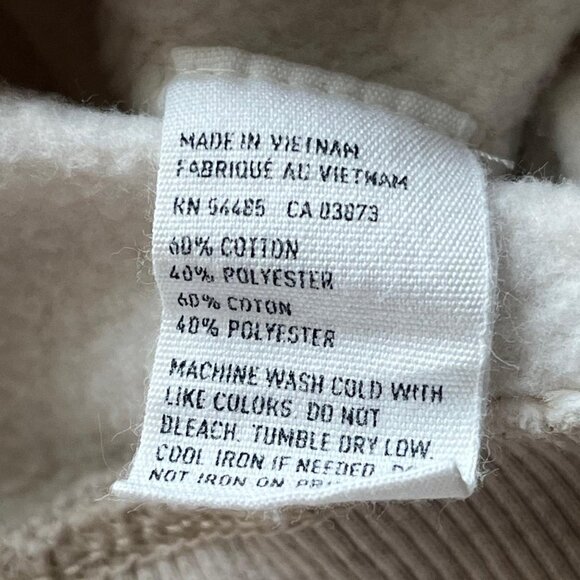 MADE IN VIETNAM
FABRIQUÉ AU VIETNAM
RN 54485 CA 03873
60% COTTON
40% POLYESTER
60% COTON
40% POLYESTER
MACHINE WASH COLD WITH
LIKE COLORS. DO NOT
BLEACH. TUMBLE DRY LOW.
COOL IRON IF NEEDED. DO
NOT IRON ON